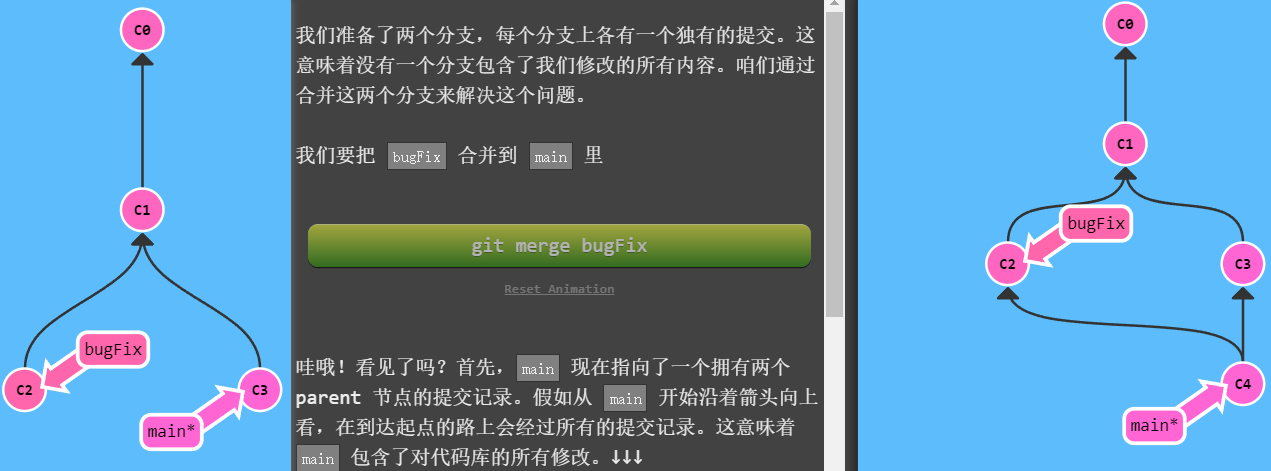 C0
C1
bugFix
C2
C3
main*
我们准备了两个分支，每个分支上各有一个独有的提交。这
意味着没有一个分支包含了我们修改的所有内容。咱们通过
合并这两个分支来解决这个问题。
我们要把 bugFix 合并到 main 里
git merge bugFix
Reset Animation
哇哦！看见了吗？首先，main 现在指向了一个拥有两个
parent 节点的提交记录。假如从 main 开始沿着箭头向上
看，在到达起点的路上会经过所有的提交记录。这意味着
main 包含了对代码库的所有修改。↓↓↓
C0
C1
bugFix
C2
C3
C4
main*